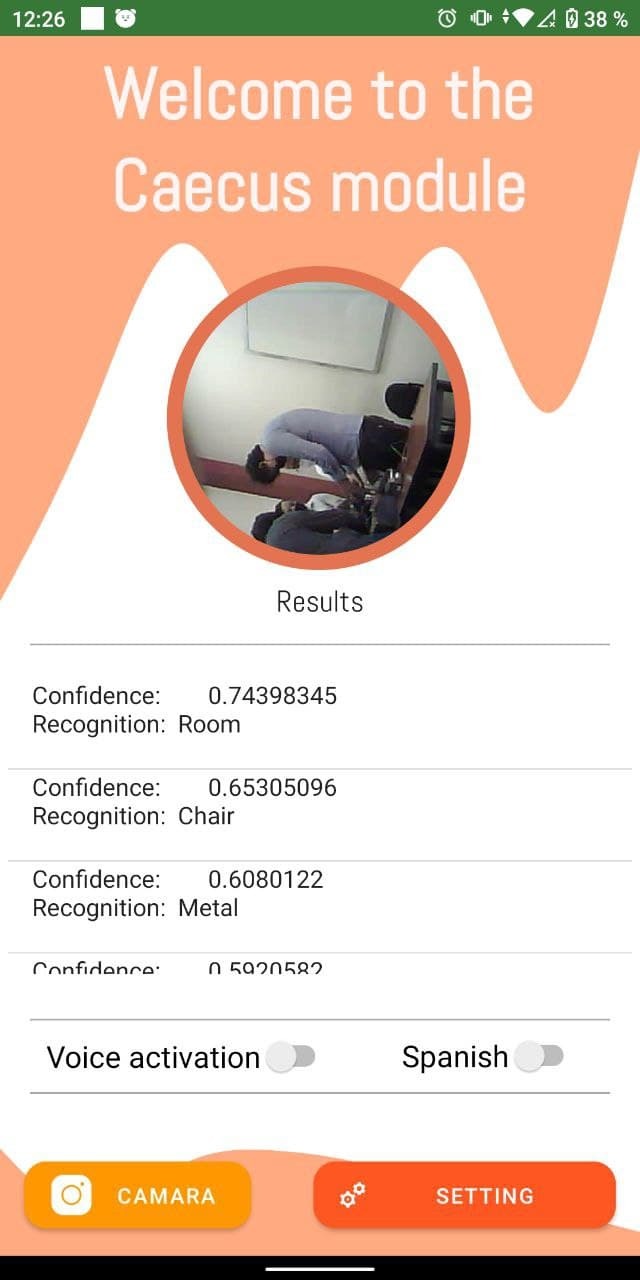 12:26
38 %
Welcome to the
Caecus module
Results
Confidence: 0.74398345
Recognition: Room
Confidence: 0.65305096
Recognition: Chair
Confidence: 0.6080122
Recognition: Metal
Confidence: 0.5920582
Voice activation
Spanish
CAMARA
SETTING